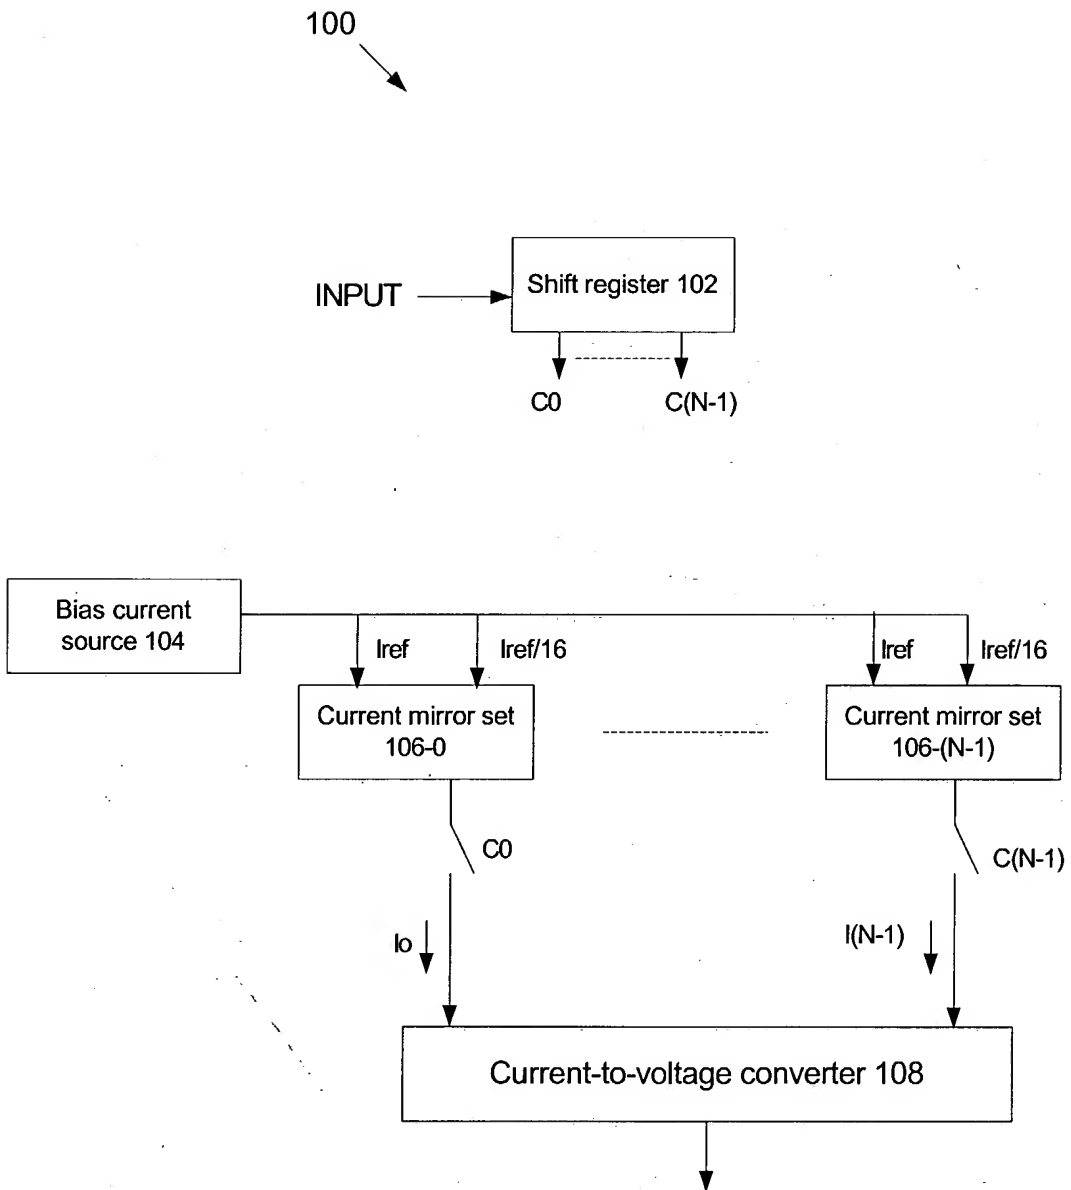 100
INPUT
Shift register 102
C0
C(N-1)
Bias current
source 104
Iref
Iref/16
Iref
Iref/16
Current mirror set
106-0
Current mirror set
106-(N-1)
C0
C(N-1)
Io
I(N-1)
Current-to-voltage converter 108